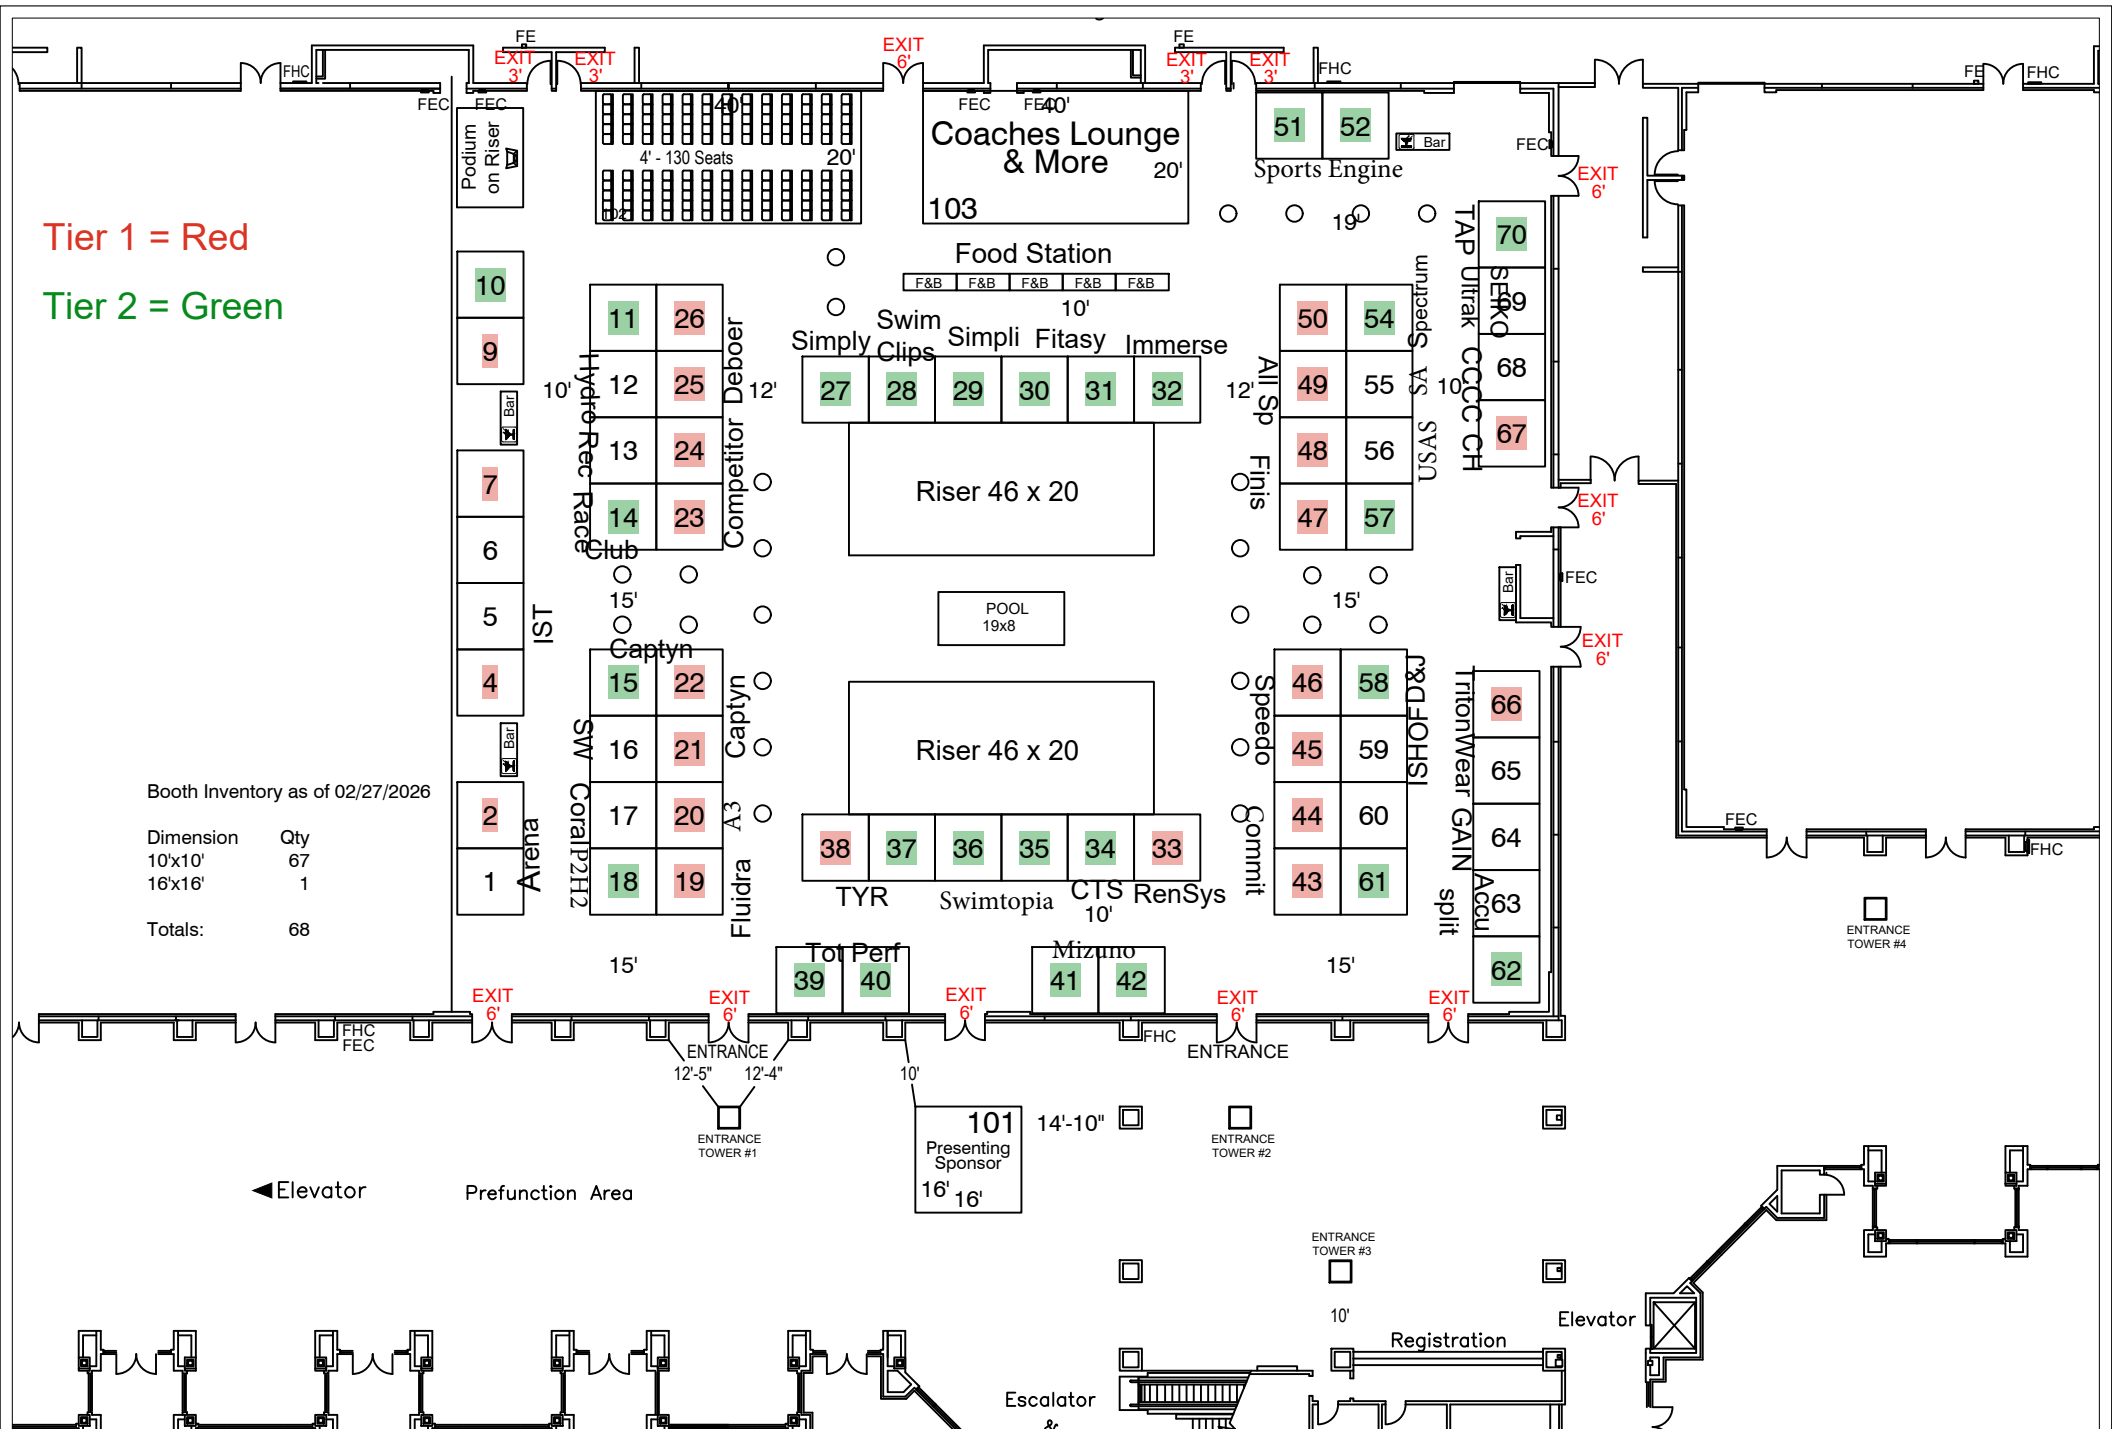 FE
EXIT
3'
EXIT
3'
EXIT
6'
FE
EXIT
3'
EXIT
3'
FHC
FHC
FE
FHC
FEC
FEC
FEC
40'
40'
Podium
on Riser
4' - 130 Seats
20'
102
Coaches Lounge
& More
20'
103
51
52
Sports Engine
Bar
FEC
EXIT
6'
19'
Tier 1 = Red
Tier 2 = Green
Food Station
F&B
F&B
F&B
F&B
F&B
10'
10
9
Bar
7
6
5
4
Bar
2
1
IST
Arena
10'
11
26
12
25
13
24
14
23
Hydro Rec Race
Club
Deboer
Competitor
12'
15'
Captyn
15
22
16
21
17
20
18
19
SW
Coral
P2H2
Captyn
A3
Fluidra
15'
Simply
Swim
Clips
Simpli
Fitasy
Immerse
27
28
29
30
31
32
Riser 46 x 20
POOL
19x8
Riser 46 x 20
38
37
36
35
34
33
TYR
Swimtopia
CTS
10'
RenSys
Tot Perf
39
40
Mizuno
41
42
12'
All Sp
Finis
50
54
49
55
48
56
47
57
Spectrum
SA
USAS
10'
15'
Speedo
Commit
46
58
45
59
44
60
43
61
D&J
ISHOF
15'
TAP
Ultrak
SEIKO
CCCC
CH
70
69
68
67
EXIT
6'
FEC
Bar
EXIT
6'
TritonWear
GAIN
Accu
split
66
65
64
63
62
Booth Inventory as of 02/27/2026
Dimension Qty
10'x10' 67
16'x16' 1
Totals: 68
FEC
FHC
ENTRANCE
TOWER #4
EXIT
6'
EXIT
6'
EXIT
6'
EXIT
6'
EXIT
6'
FHC
FEC
FHC
ENTRANCE
12'-5"
12'-4"
10'
ENTRANCE
ENTRANCE
TOWER #1
101
Presenting
Sponsor
16'
16'
14'-10"
ENTRANCE
TOWER #2
Elevator
Prefunction Area
ENTRANCE
TOWER #3
10'
Elevator
Registration
Escalator
&